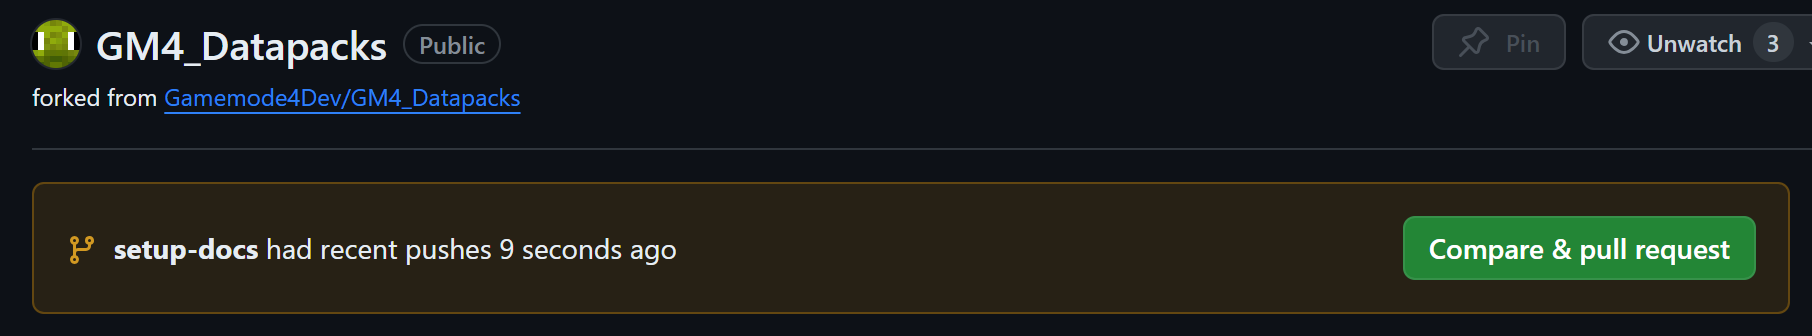 GM4_Datapacks Public Pin Unwatch 3
forked from Gamemode4Dev/GM4_Datapacks
setup-docs had recent pushes 9 seconds ago Compare & pull request